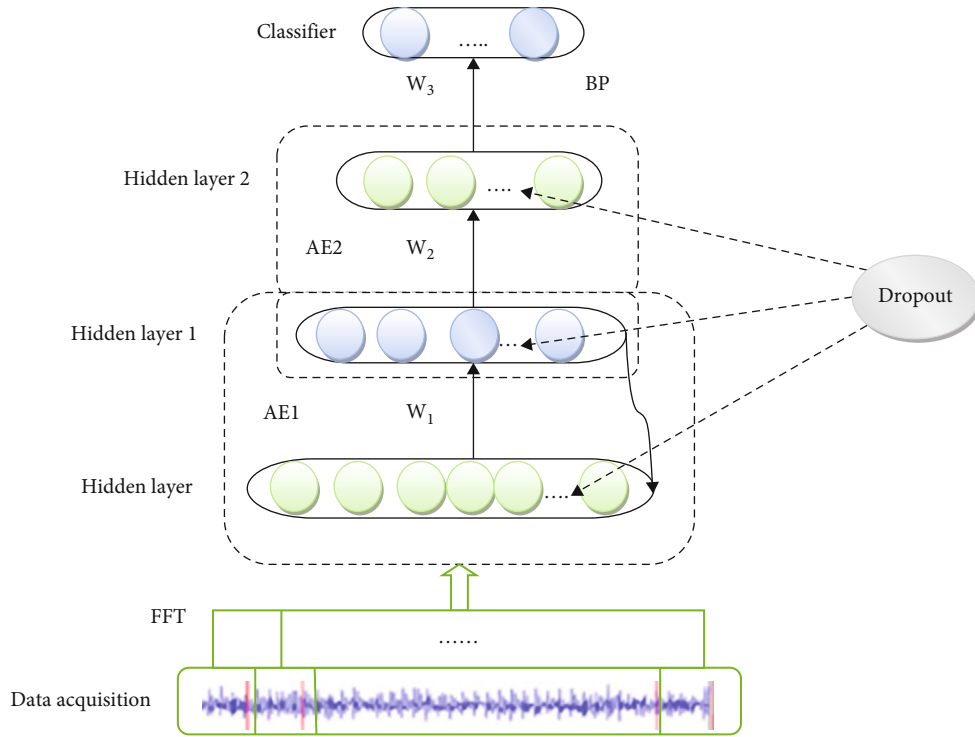 Classifier
.....
W3
BP
Hidden layer 2
....
AE2
W2
Dropout
Hidden layer 1
....
AE1
W1
Hidden layer
....
FFT
......
Data acquisition